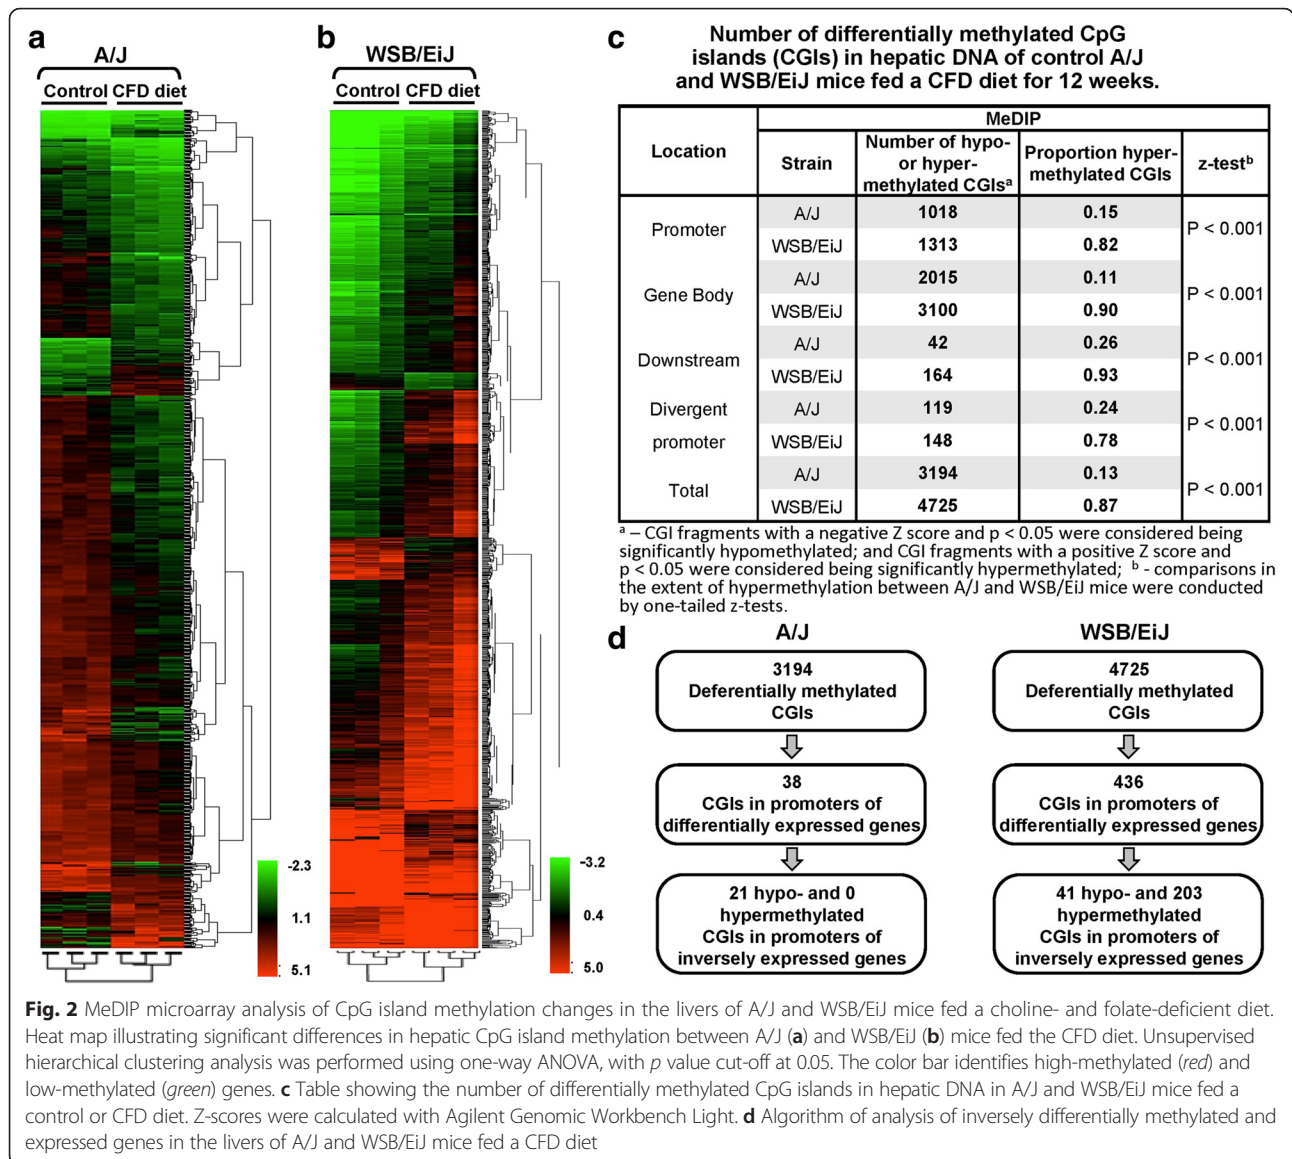 a
A/J
Control CFD diet
b
WSB/EiJ
Control CFD diet
-2.3
1.1
5.1
−3.2
0.4
5.0
c
Number of differentially methylated CpG
islands (CGIs) in hepatic DNA of control A/J
and WSB/EiJ mice fed a CFD diet for 12 weeks.
MeDIP
Location
Strain
Number of hypo-
or hyper-
methylated CGIsᵃ
Proportion hyper-
methylated CGIs
z-testᵇ
Promoter
A/J 1018 0.15
WSB/EiJ 1313 0.82
P < 0.001
Gene Body
A/J 2015 0.11
WSB/EiJ 3100 0.90
P < 0.001
Downstream
A/J 42 0.26
WSB/EiJ 164 0.93
P < 0.001
Divergent
promoter
A/J 119 0.24
WSB/EiJ 148 0.78
P < 0.001
Total
A/J 3194 0.13
WSB/EiJ 4725 0.87
P < 0.001
ᵃ – CGI fragments with a negative Z score and p < 0.05 were considered being
significantly hypomethylated; and CGI fragments with a positive Z score and
p < 0.05 were considered being significantly hypermethylated; ᵇ - comparisons in
the extent of hypermethylation between A/J and WSB/EiJ mice were conducted
by one-tailed z-tests.
d
A/J
3194
Deferentially methylated
CGIs
38
CGIs in promoters of
differentially expressed genes
21 hypo- and 0
hypermethylated
CGIs in promoters of
inversely expressed genes
WSB/EiJ
4725
Deferentially methylated
CGIs
436
CGIs in promoters of
differentially expressed genes
41 hypo- and 203
hypermethylated
CGIs in promoters of
inversely expressed genes
Fig. 2 MeDIP microarray analysis of CpG island methylation changes in the livers of A/J and WSB/EiJ mice fed a choline- and folate-deficient diet.
Heat map illustrating significant differences in hepatic CpG island methylation between A/J (a) and WSB/EiJ (b) mice fed the CFD diet. Unsupervised
hierarchical clustering analysis was performed using one-way ANOVA, with p value cut-off at 0.05. The color bar identifies high-methylated (red) and
low-methylated (green) genes. c Table showing the number of differentially methylated CpG islands in hepatic DNA in A/J and WSB/EiJ mice fed a
control or CFD diet. Z-scores were calculated with Agilent Genomic Workbench Light. d Algorithm of analysis of inversely differentially methylated and
expressed genes in the livers of A/J and WSB/EiJ mice fed a CFD diet